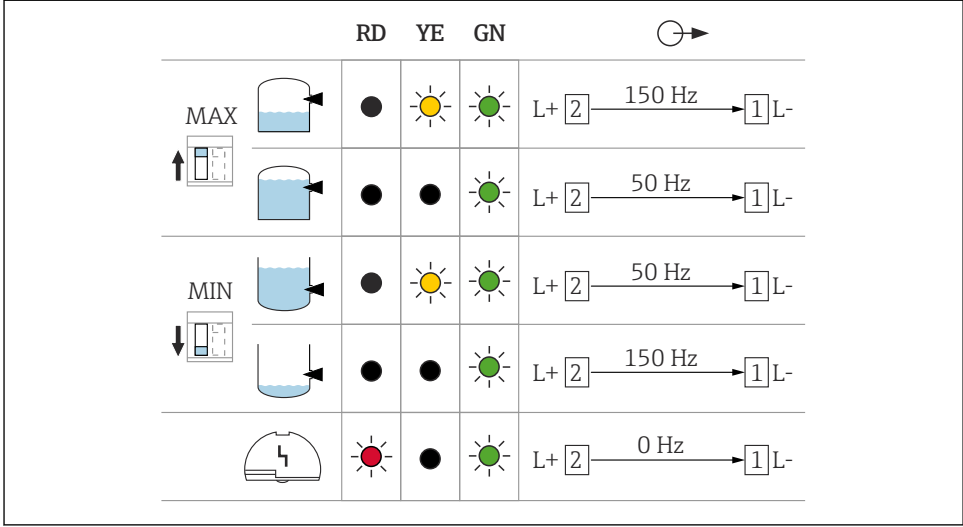 RD YE GN
MAX
L+ 2 150 Hz 1 L-
L+ 2 50 Hz 1 L-
MIN
L+ 2 50 Hz 1 L-
L+ 2 150 Hz 1 L-
L+ 2 0 Hz 1 L-